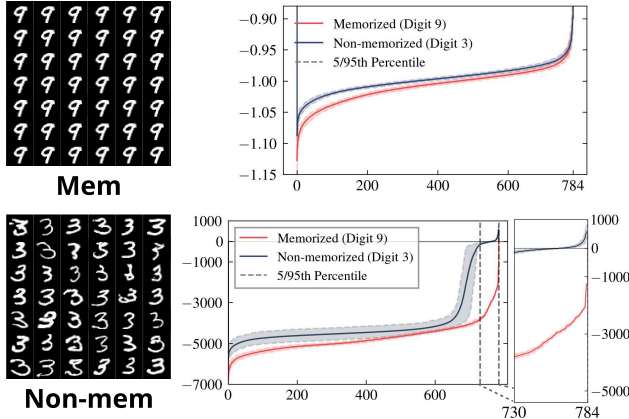 Mem
−0.90
−0.95
−1.00
−1.05
−1.10
−1.15
Memorized (Digit 9)
Non-memorized (Digit 3)
5/95th Percentile
0 200 400 600 784
Non-mem
1000
0
−1000
−3000
−5000
−7000
Memorized (Digit 9)
Non-memorized (Digit 3)
5/95th Percentile
0 200 400 600
1000
0
−1000
−3000
−5000
730 784